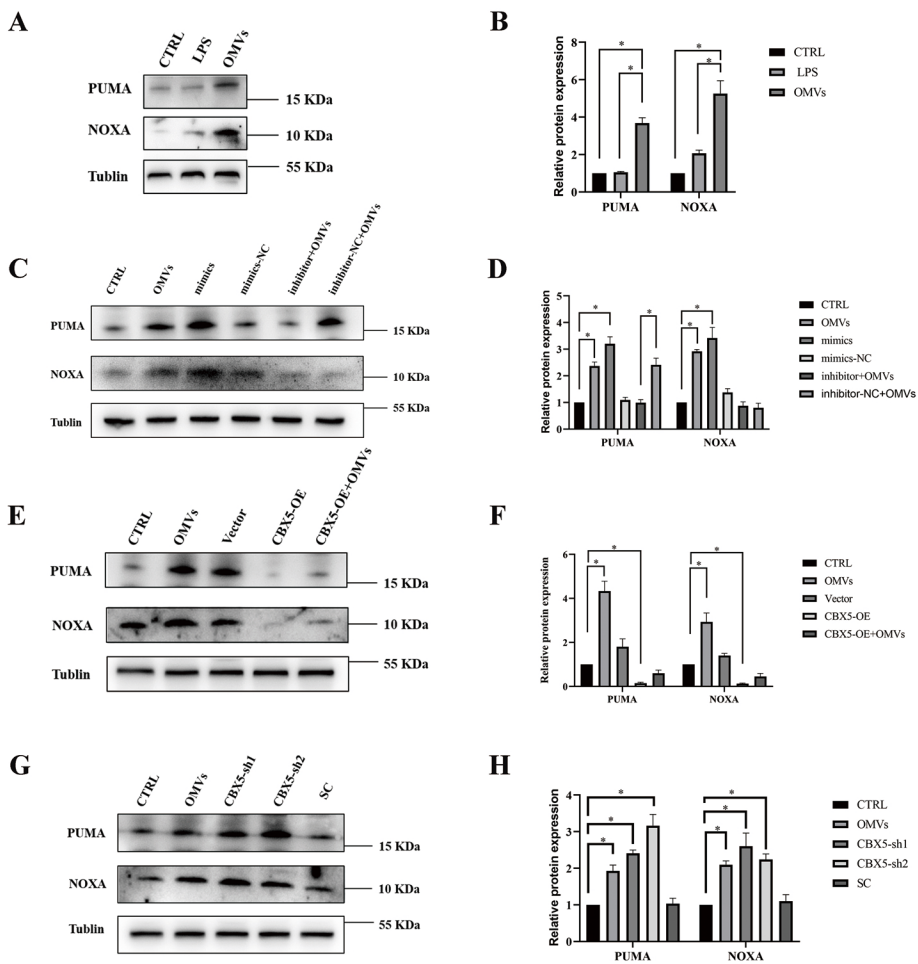 A
CTRL
LPS
OMVs
PUMA
15 KDa
NOXA
10 KDa
Tublin
55 KDa
B
Relative protein expression
8
6
4
2
0
PUMA
NOXA
*
*
*
*
CTRL
LPS
OMVs
C
CTRL
OMVs
mimics
mimics-NC
inhibitor+OMVs
inhibitor-NC+OMVs
PUMA
15 KDa
NOXA
10 KDa
55 KDa
Tublin
D
Relative protein expression
5
4
3
2
1
0
PUMA
NOXA
*
*
*
*
*
CTRL
OMVs
mimics
mimics-NC
inhibitor+OMVs
inhibitor-NC+OMVs
E
CTRL
OMVs
Vector
CBX5-OE
CBX5-OE+OMVs
PUMA
15 KDa
NOXA
10 KDa
Tublin
55 KDa
F
Relative protein expression
6
4
2
0
PUMA
NOXA
*
*
*
*
CTRL
OMVs
Vector
CBX5-OE
CBX5-OE+OMVs
G
CTRL
OMVs
CBX5-sh1
CBX5-sh2
SC
PUMA
15 KDa
NOXA
10 KDa
Tublin
55 KDa
H
Relative protein expression
4
3
2
1
0
PUMA
NOXA
*
*
*
*
*
*
CTRL
OMVs
CBX5-sh1
CBX5-sh2
SC